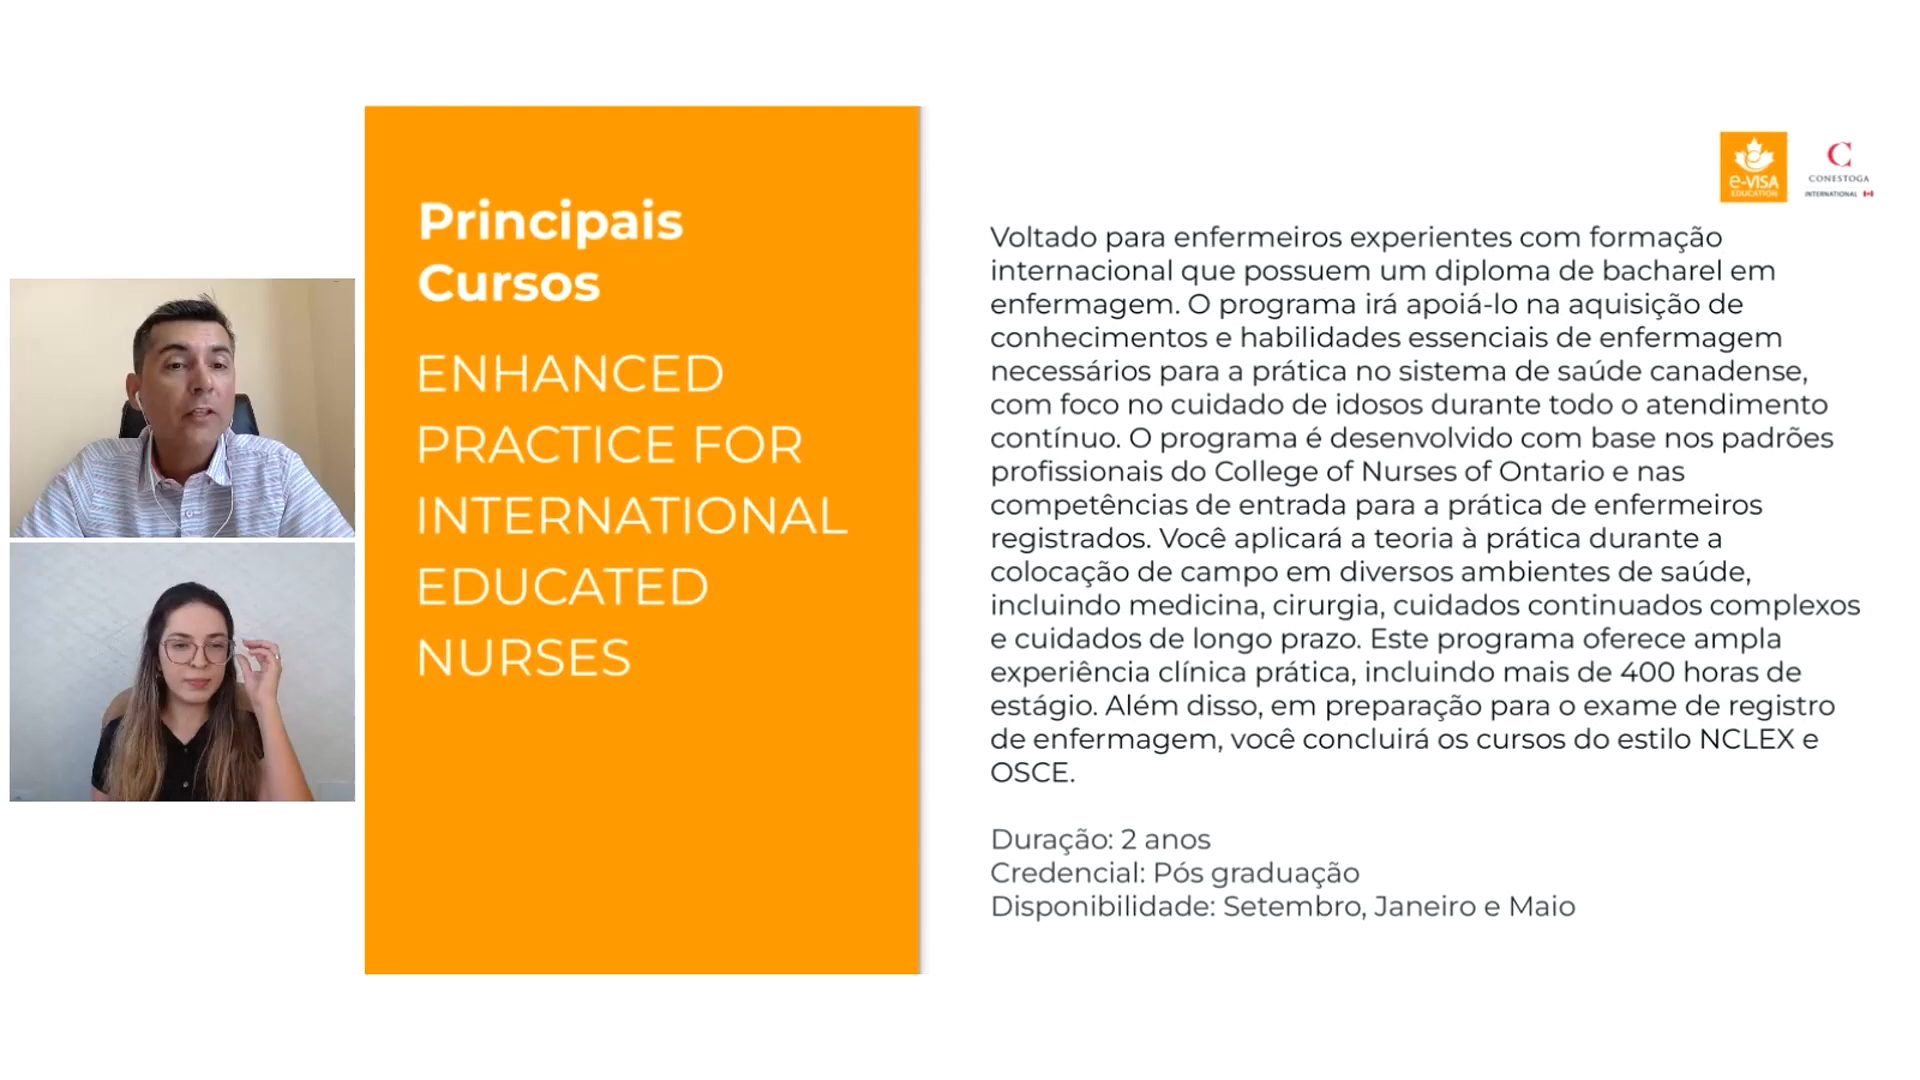 Principais
Cursos
ENHANCED
PRACTICE FOR
INTERNATIONAL
EDUCATED
NURSES
e-VISA
EDUCATION
C
CONESTOGA
INTERNATIONAL
Voltado para enfermeiros experientes com formação
internacional que possuem um diploma de bacharel em
enfermagem. O programa irá apoiá-lo na aquisição de
conhecimentos e habilidades essenciais de enfermagem
necessários para a prática no sistema de saúde canadense,
com foco no cuidado de idosos durante todo o atendimento
contínuo. O programa é desenvolvido com base nos padrões
profissionais do College of Nurses of Ontario e nas
competências de entrada para a prática de enfermeiros
registrados. Você aplicará a teoria à prática durante a
colocação de campo em diversos ambientes de saúde,
incluindo medicina, cirurgia, cuidados continuados complexos
e cuidados de longo prazo. Este programa oferece ampla
experiência clínica prática, incluindo mais de 400 horas de
estágio. Além disso, em preparação para o exame de registro
de enfermagem, você concluirá os cursos do estilo NCLEX e
OSCE.
Duração: 2 anos
Credencial: Pós graduação
Disponibilidade: Setembro, Janeiro e Maio